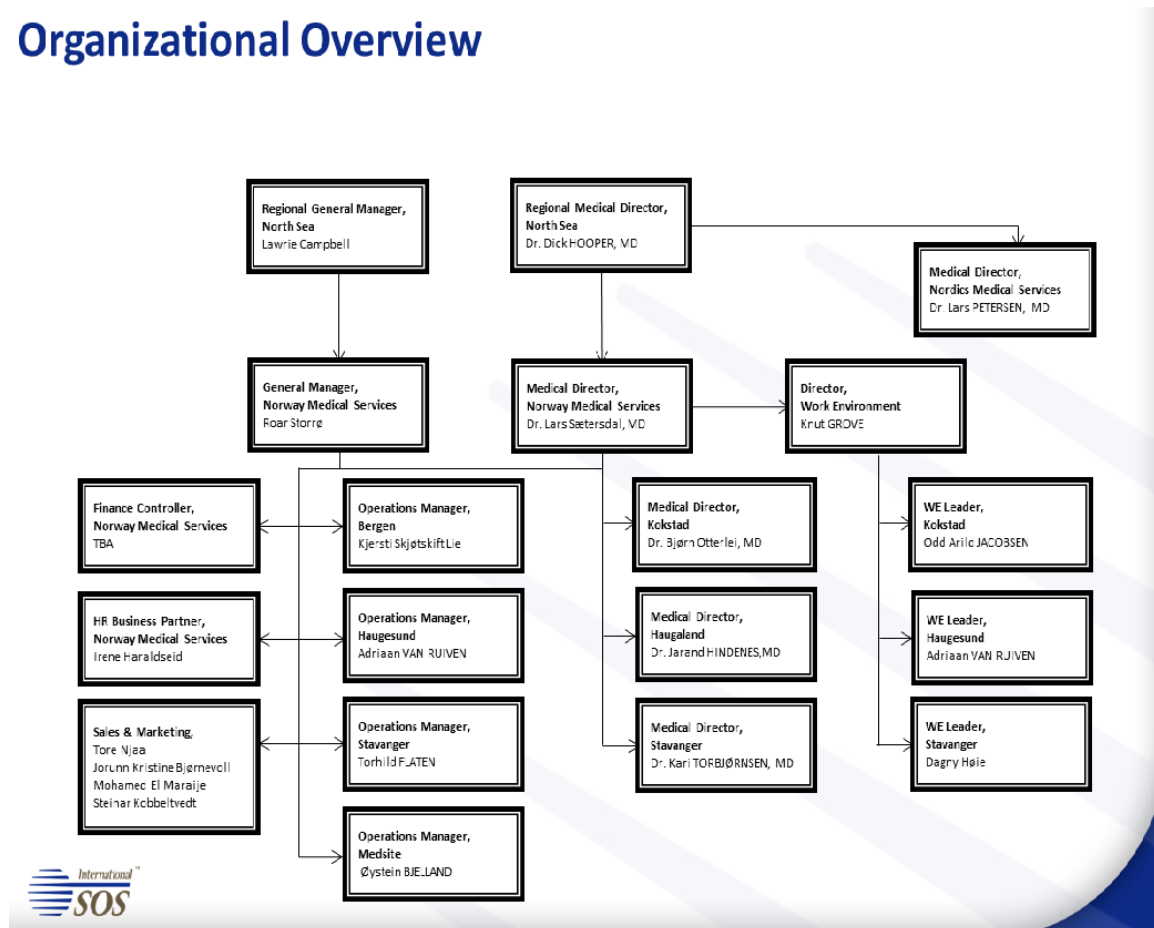 Organizational Overview
Regional General Manager,
North Sea
Lawrie Campbell
Regional Medical Director,
North Sea
Dr. Dick HOOPER, MD
Medical Director,
Nordics Medical Services
Dr. Lars PETERSEN, MD
General Manager,
Norway Medical Services
Roar Storrø
Medical Director,
Norway Medical Services
Dr. Lars Sætersdal, MD
Director,
Work Environment
Knut GROVE
Finance Controller,
Norway Medical Services
TBA
Operations Manager,
Bergen
Kjersti Skjøtskift Lie
Medical Director,
Kokstad
Dr. Bjørn Otterlei, MD
WE Leader,
Kokstad
Odd Arild JACOBSEN
HR Business Partner,
Norway Medical Services
Irene Haraldseid
Operations Manager,
Haugesund
Adriaan VAN RUIVEN
Medical Director,
Haugaland
Dr. Jarand HINDENES,MD
WE Leader,
Haugesund
Adriaan VAN RUIVEN
Sales & Marketing,
Tore Njaa
Jorunn Kristine Bjørnevoll
Mohamed El Maraije
Steinar Kobbeltvedt
Operations Manager,
Stavanger
Torhild FLATEN
Medical Director,
Stavanger
Dr. Kari TORBJØRNSEN, MD
WE Leader,
Stavanger
Dagny Høie
Operations Manager,
Medsite
Øystein BJELLAND
International™
SOS